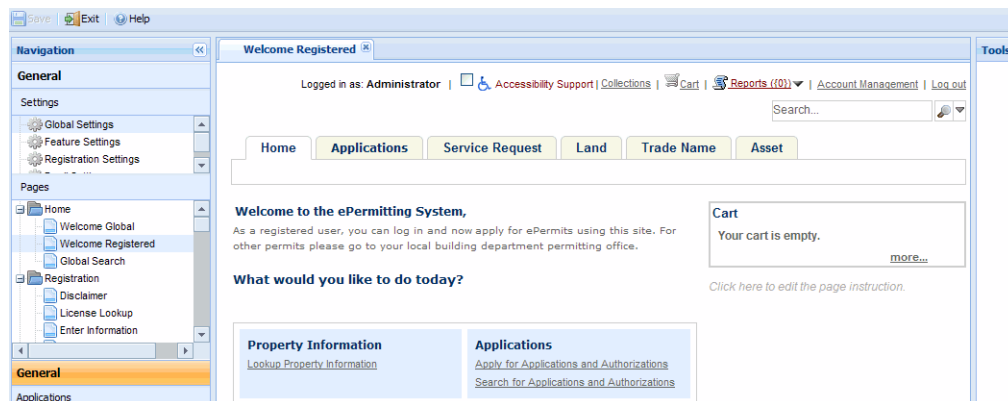 Save Exit Help
Navigation
General
Settings
Global Settings
Feature Settings
Registration Settings
Pages
Home
Welcome Global
Welcome Registered
Global Search
Registration
Disclaimer
License Lookup
Enter Information
General
Applications
Welcome Registered
Logged in as: Administrator | Accessibility Support | Collections | Cart | Reports ({0}) | Account Management | Log out
Search...
Home Applications Service Request Land Trade Name Asset
Welcome to the ePermitting System,
As a registered user, you can log in and now apply for ePermits using this site. For
other permits please go to your local building department permitting office.
What would you like to do today?
Property Information
Lookup Property Information
Applications
Apply for Applications and Authorizations
Search for Applications and Authorizations
Cart
Your cart is empty.
more...
Click here to edit the page instruction.
Tools